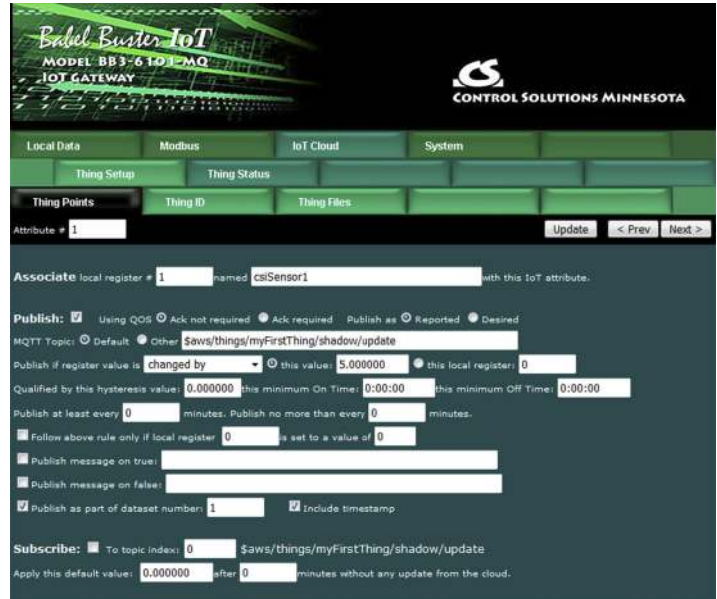 Babel Buster IoT
MODEL BB3-6101-MQ
IOT GATEWAY
CS
CONTROL SOLUTIONS MINNESOTA
Local Data Modbus IoT Cloud System
Thing Setup Thing Status
Thing Points Thing ID Thing Files
Attribute # 1 Update < Prev Next >
Associate local register # 1 named csiSensor1 with this IoT attribute.
Publish: Using QOS Ack not required Ack required Publish as Reported Desired
MQTT Topic: Default Other $aws/things/myFirstThing/shadow/update
Publish if register value is changed by this value: 5.000000 this local register: 0
Qualified by this hysteresis value: 0.000000 this minimum On Time: 0:00:00 this minimum Off Time: 0:00:00
Publish at least every 0 minutes. Publish no more than every 0 minutes.
Follow above rule only if local register 0 is set to a value of 0
Publish message on true:
Publish message on false:
Publish as part of dataset number: 1 Include timestamp
Subscribe: To topic index: 0 $aws/things/myFirstThing/shadow/update
Apply this default value: 0.000000 after 0 minutes without any update from the cloud.